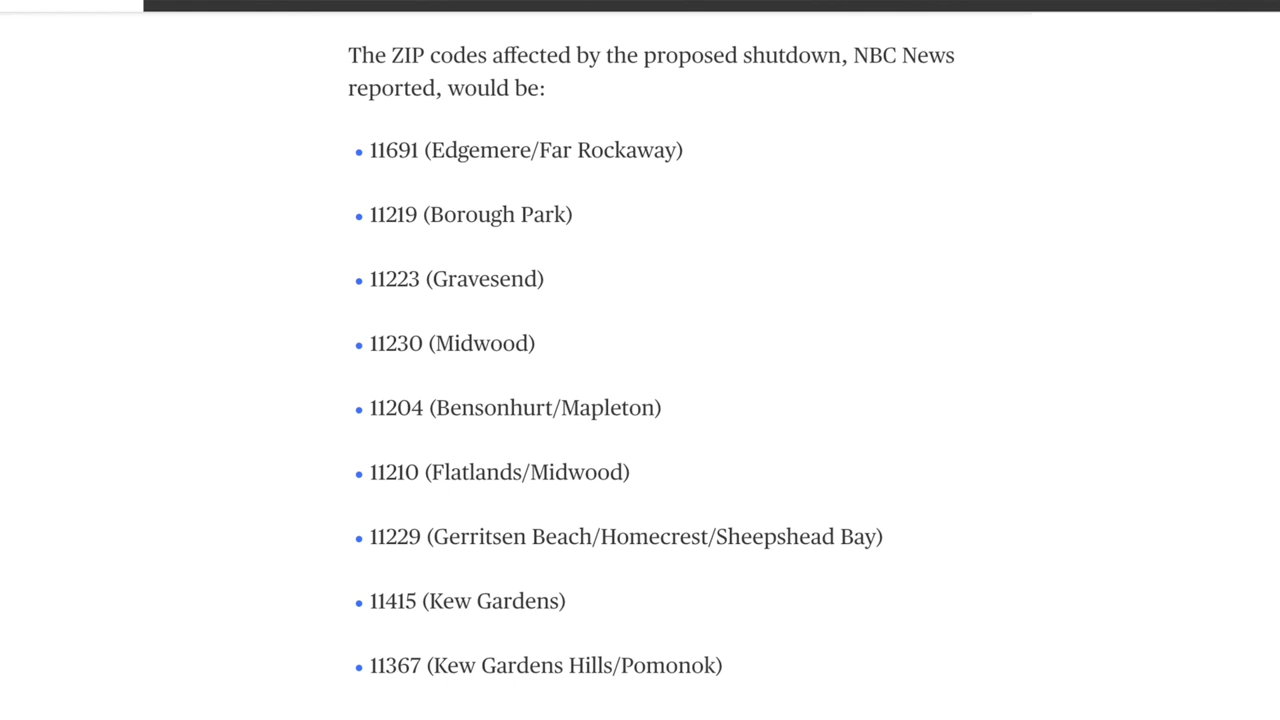 The ZIP codes affected by the proposed shutdown, NBC News
reported, would be:
• 11691 (Edgemere/Far Rockaway)
• 11219 (Borough Park)
• 11223 (Gravesend)
• 11230 (Midwood)
• 11204 (Bensonhurt/Mapleton)
• 11210 (Flatlands/Midwood)
• 11229 (Gerritsen Beach/Homecrest/Sheepshead Bay)
• 11415 (Kew Gardens)
• 11367 (Kew Gardens Hills/Pomonok)